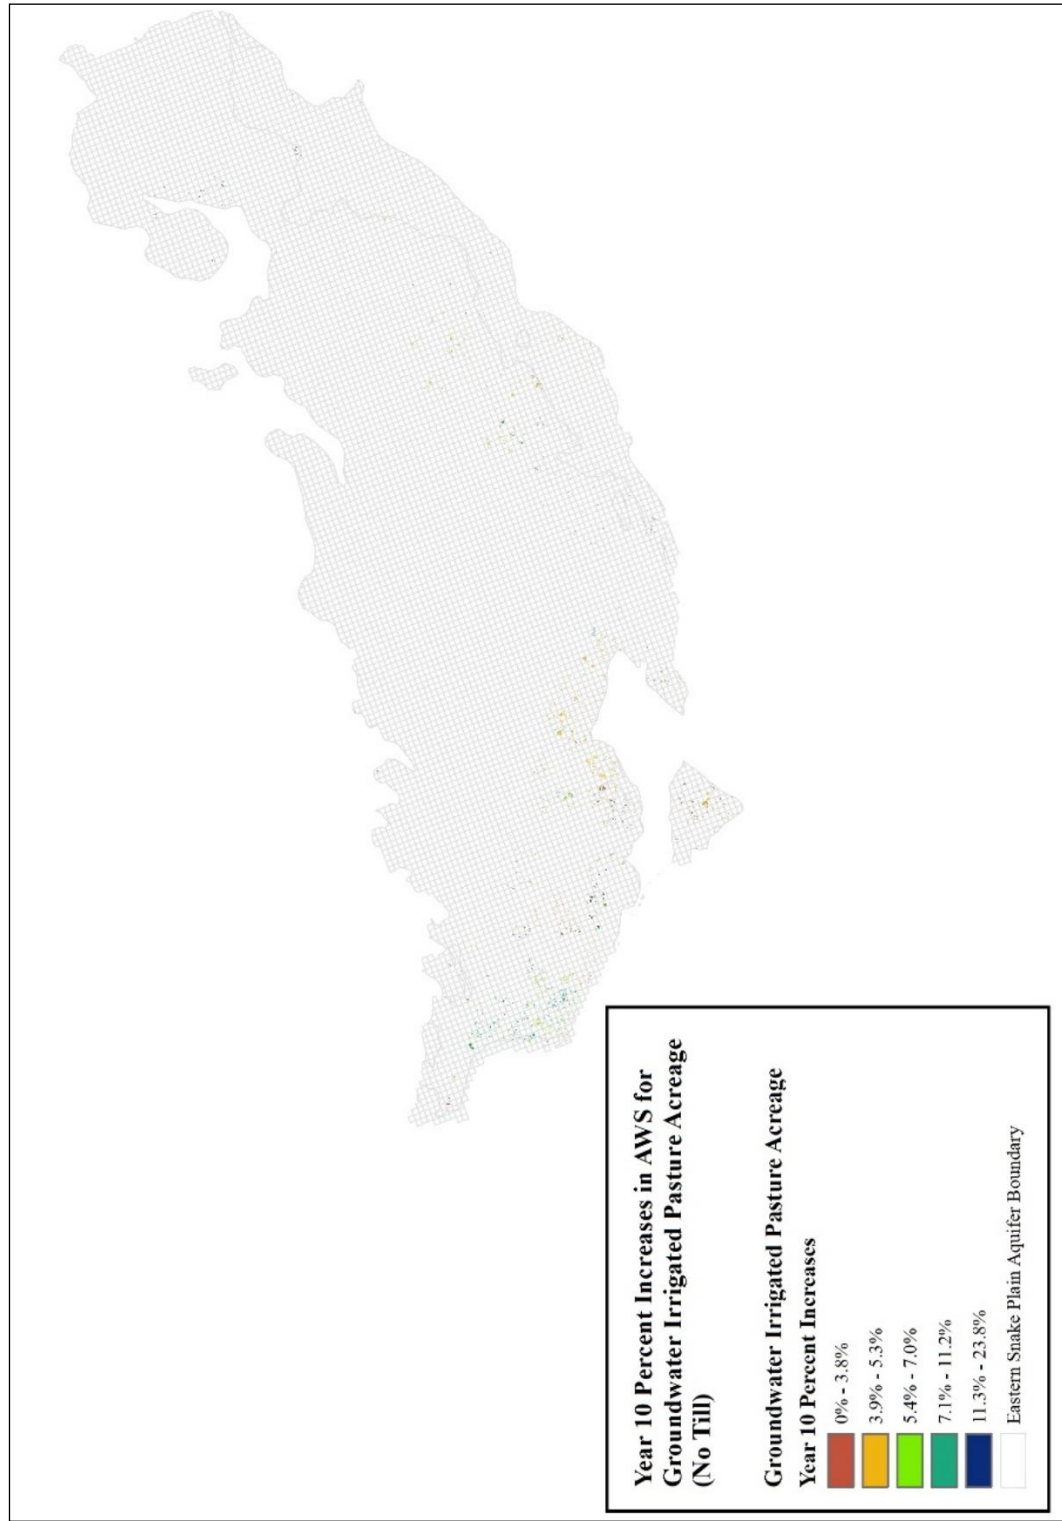 Year 10 Percent Increases in AWS for
Groundwater Irrigated Pasture Acreage
(No Till)
Groundwater Irrigated Pasture Acreage
Year 10 Percent Increases
0% - 3.8%
3.9% - 5.3%
5.4% - 7.0%
7.1% - 11.2%
11.3% - 23.8%
Eastern Snake Plain Aquifer Boundary